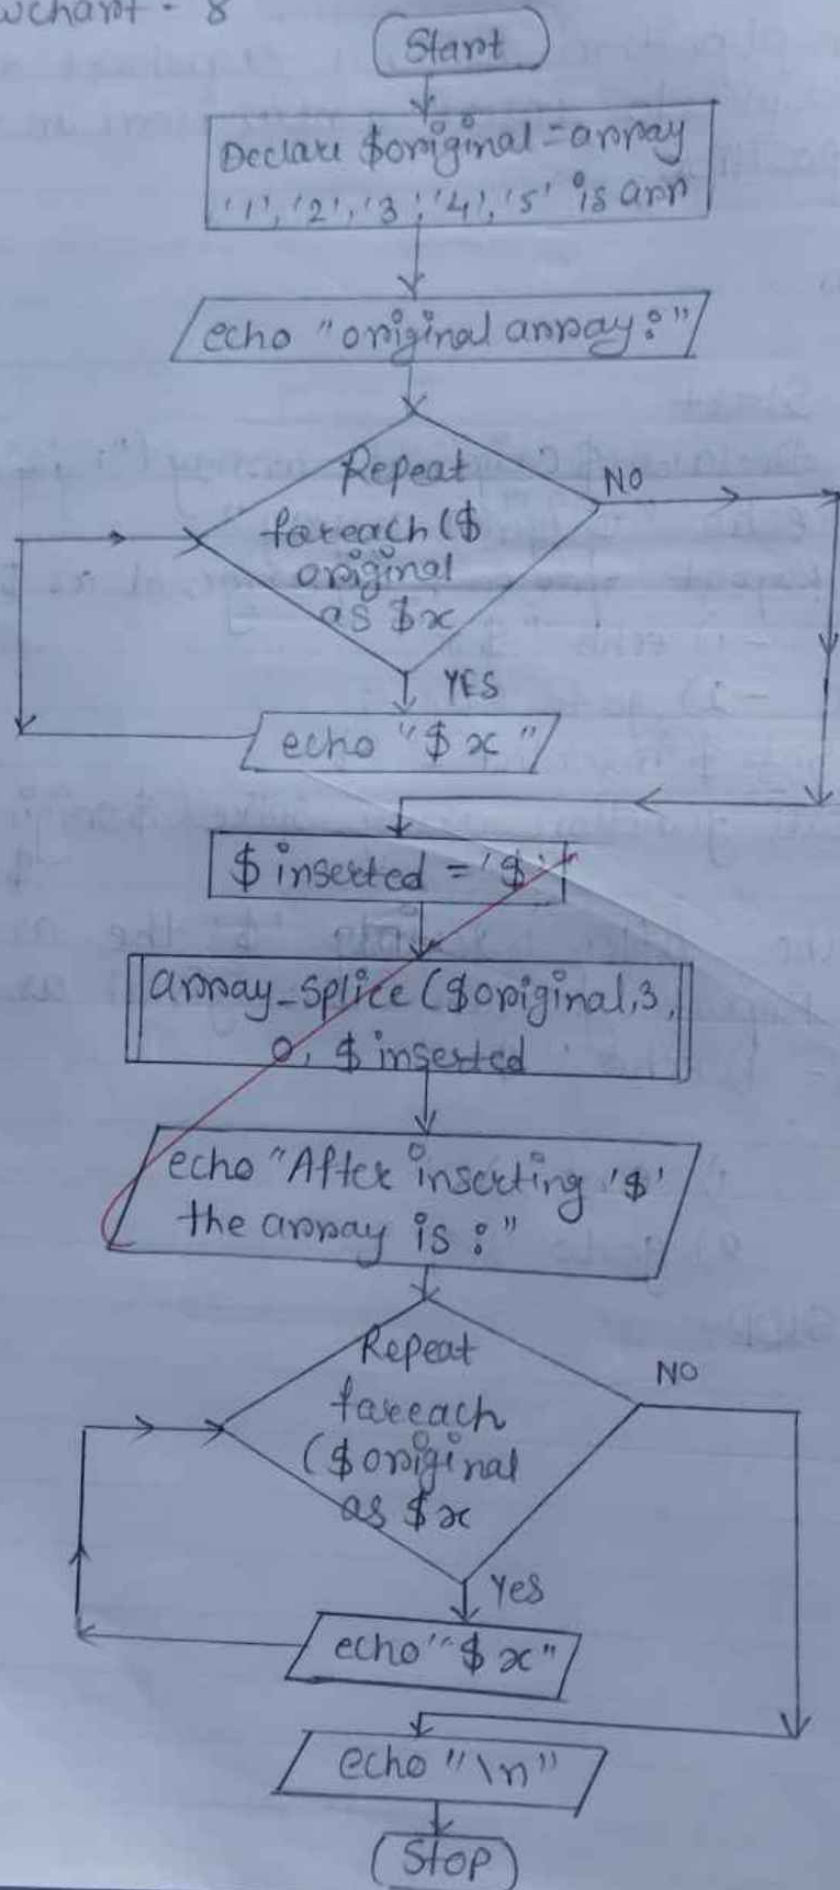 wchart - 8
Start
Declare $original = array
'1', '2', '3', '4', '5' is arr
echo "original array:"
Repeat
foreach ($
original
as $x
NO
YES
echo "$x"
$inserted = '$'
array_splice ($original, 3,
0, $inserted
echo "After inserting '$'
the array is :"
Repeat
foreach
($original
as $x
NO
Yes
echo "$x"
echo "\n"
Stop